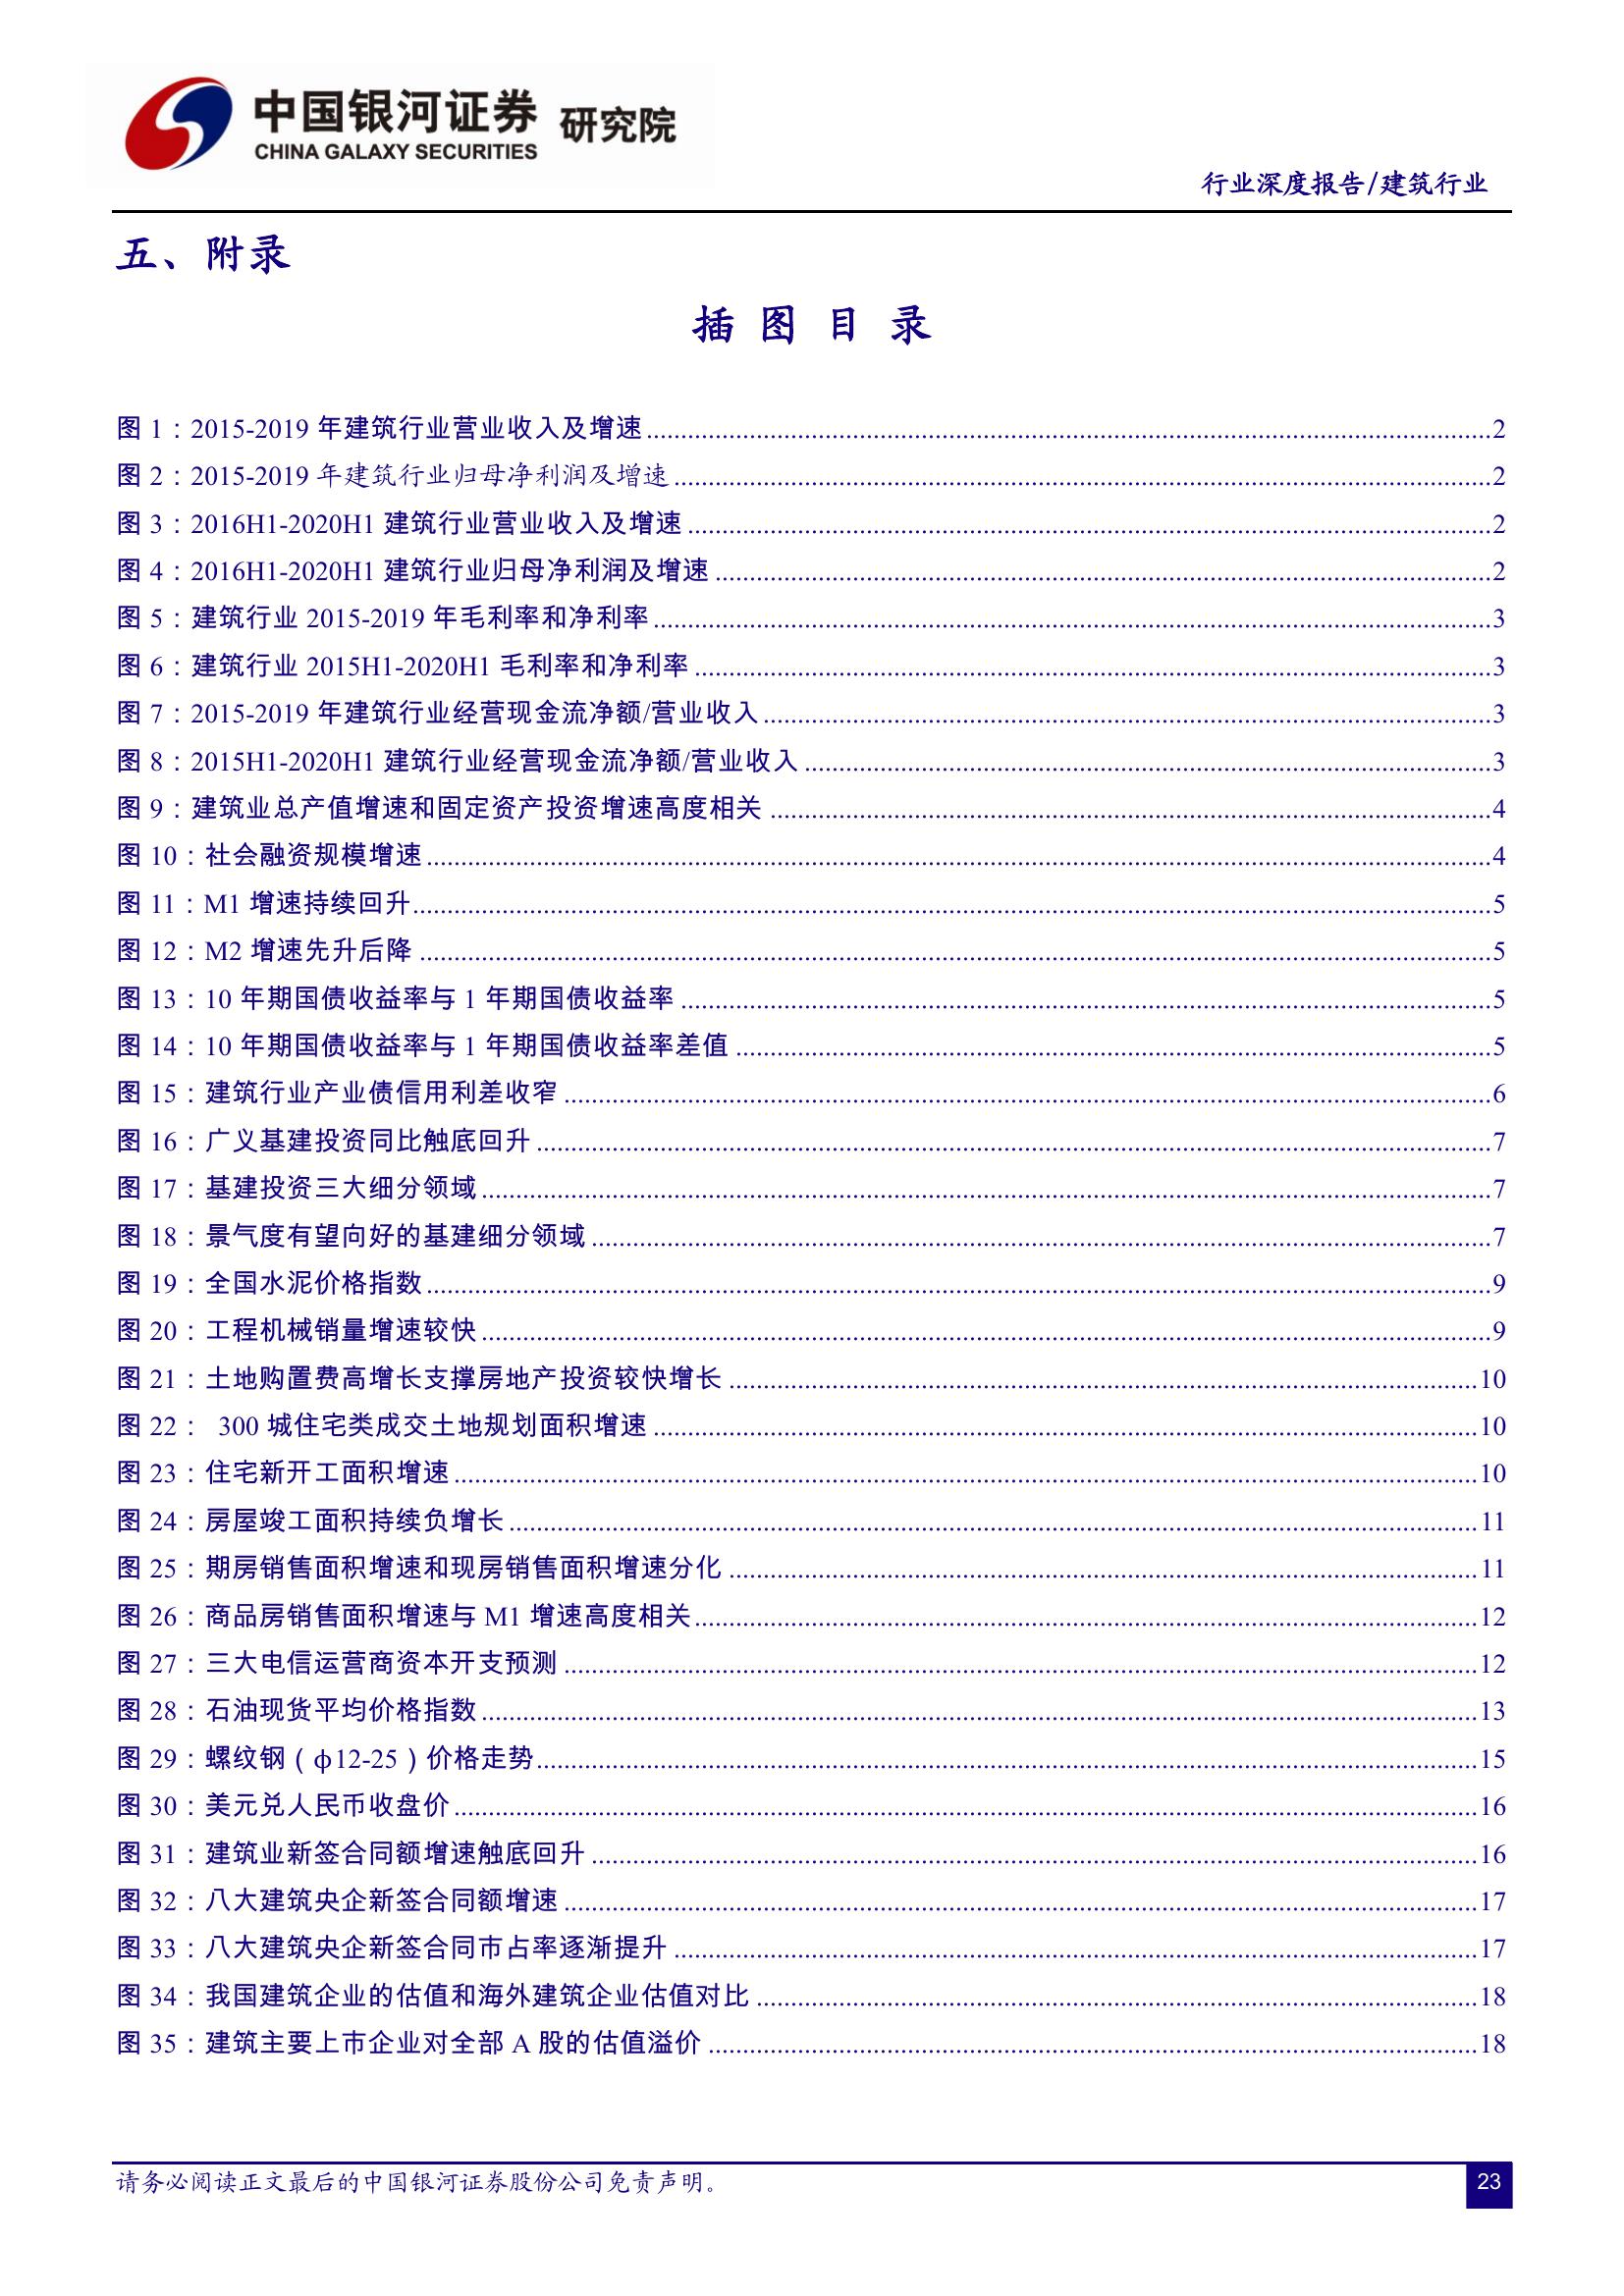 中国银河证券 研究院
CHINA GALAXY SECURITIES
行业深度报告/建筑行业
五、附录
插 图 目 录
图 1：2015-2019 年建筑行业营业收入及增速........2
图 2：2015-2019 年建筑行业归母净利润及增速........2
图 3：2016H1-2020H1 建筑行业营业收入及增速........2
图 4：2016H1-2020H1 建筑行业归母净利润及增速........2
图 5：建筑行业 2015-2019 年毛利率和净利率........3
图 6：建筑行业 2015H1-2020H1 毛利率和净利率........3
图 7：2015-2019 年建筑行业经营现金流净额/营业收入........3
图 8：2015H1-2020H1 建筑行业经营现金流净额/营业收入........3
图 9：建筑业总产值增速和固定资产投资增速高度相关........4
图 10：社会融资规模增速........4
图 11：M1 增速持续回升........5
图 12：M2 增速先升后降........5
图 13：10 年期国债收益率与 1 年期国债收益率........5
图 14：10 年期国债收益率与 1 年期国债收益率差值........5
图 15：建筑行业产业债信用利差收窄........6
图 16：广义基建投资同比触底回升........7
图 17：基建投资三大细分领域........7
图 18：景气度有望向好的基建细分领域........7
图 19：全国水泥价格指数........9
图 20：工程机械销量增速较快........9
图 21：土地购置费高增长支撑房地产投资较快增长........10
图 22： 300 城住宅类成交土地规划面积增速........10
图 23：住宅新开工面积增速........10
图 24：房屋竣工面积持续负增长........11
图 25：期房销售面积增速和现房销售面积增速分化........11
图 26：商品房销售面积增速与 M1 增速高度相关........12
图 27：三大电信运营商资本开支预测........12
图 28：石油现货平均价格指数........13
图 29：螺纹钢（φ12-25）价格走势........15
图 30：美元兑人民币收盘价........16
图 31：建筑业新签合同额增速触底回升........16
图 32：八大建筑央企新签合同额增速........17
图 33：八大建筑央企新签合同市占率逐渐提升........17
图 34：我国建筑企业的估值和海外建筑企业估值对比........18
图 35：建筑主要上市企业对全部 A 股的估值溢价........18
请务必阅读正文最后的中国银河证券股份公司免责声明。
23